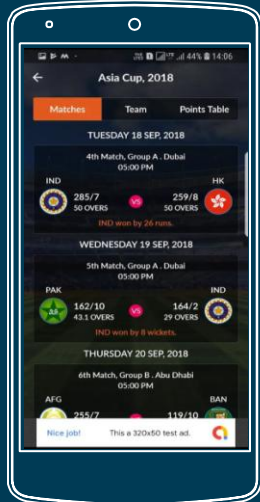 44% 14:06
Asia Cup, 2018
Matches Team Points Table
TUESDAY 18 SEP, 2018
4th Match, Group A . Dubai
05:00 PM
IND HK
285/7 VS 259/8
50 OVERS 50 OVERS
IND won by 26 runs.
WEDNESDAY 19 SEP, 2018
5th Match, Group A . Dubai
05:00 PM
PAK IND
162/10 VS 164/2
43.1 OVERS 29 OVERS
IND won by 8 wickets.
THURSDAY 20 SEP, 2018
6th Match, Group B . Abu Dhabi
05:00 PM
AFG BAN
255/7 119/10
Nice job! This a 320x50 test ad.